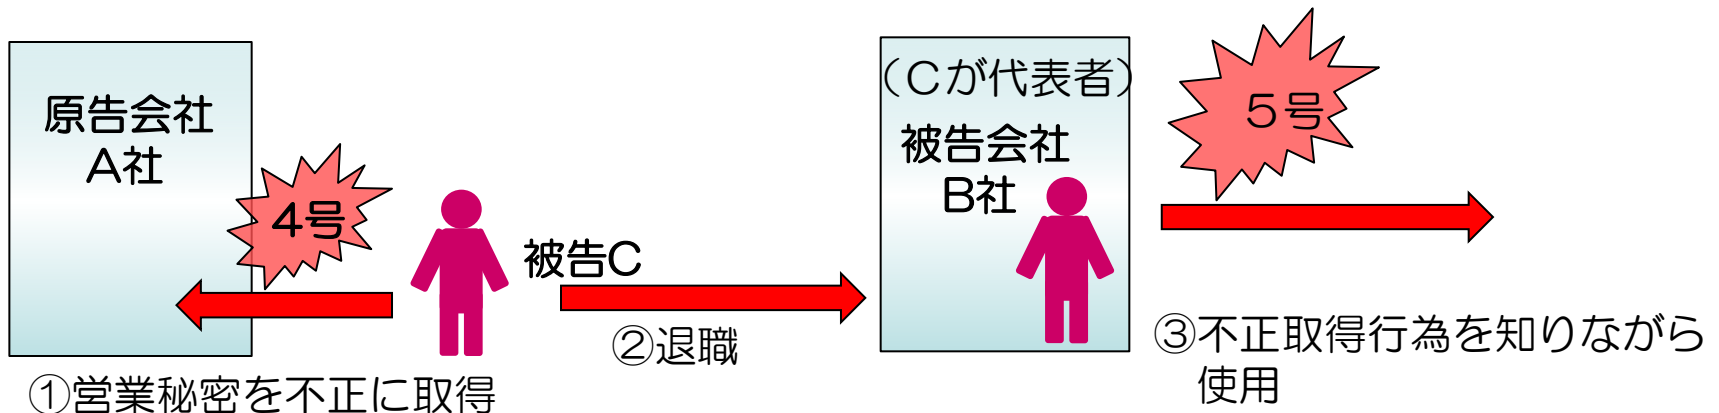 原告会社
A社
4号
①営業秘密を不正に取得
被告C
②退職
（Cが代表者）
被告会社
B社
5号
③不正取得行為を知りながら
使用